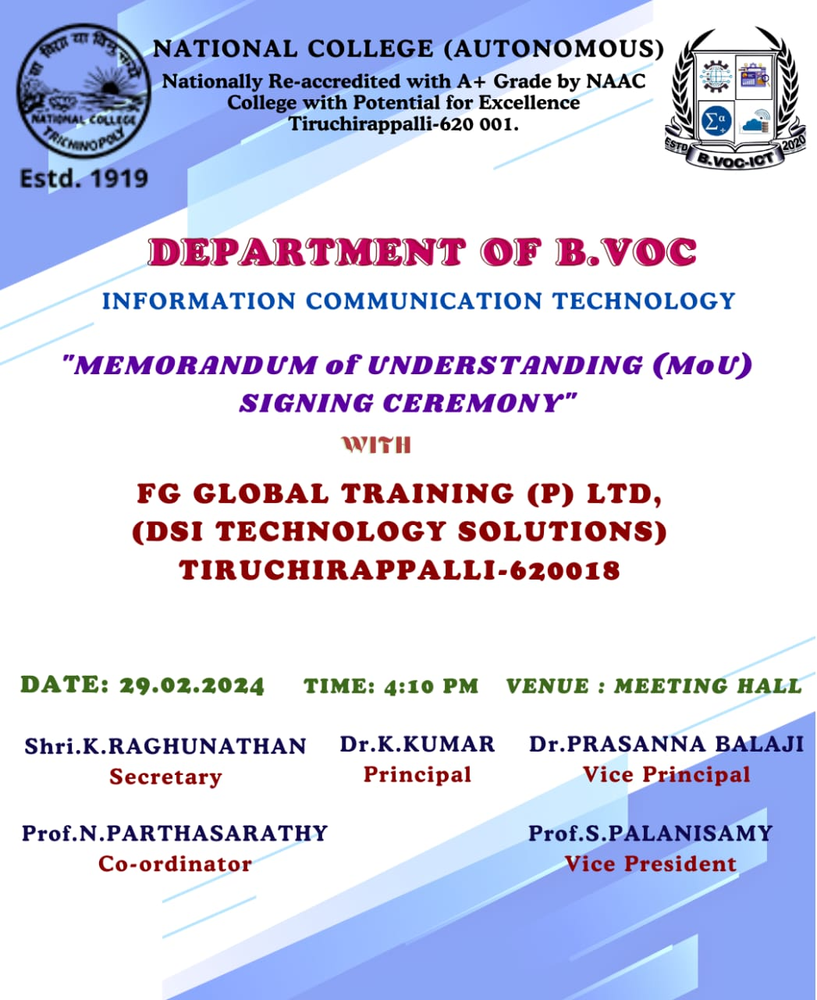 या विद्या या विमुक्तये
NATIONAL COLLEGE
TRICHINOPOLY
Estd. 1919
NATIONAL COLLEGE (AUTONOMOUS)
Nationally Re-accredited with A+ Grade by NAAC
College with Potential for Excellence
Tiruchirappalli-620 001.
Σα
+
ESTD
B.VOC-ICT
2020
DEPARTMENT OF B.VOC
INFORMATION COMMUNICATION TECHNOLOGY
"MEMORANDUM of UNDERSTANDING (MoU)
SIGNING CEREMONY"
WITH
FG GLOBAL TRAINING (P) LTD,
(DSI TECHNOLOGY SOLUTIONS)
TIRUCHIRAPPALLI-620018
DATE: 29.02.2024 TIME: 4:10 PM VENUE : MEETING HALL
Shri.K.RAGHUNATHAN Dr.K.KUMAR Dr.PRASANNA BALAJI
Secretary Principal Vice Principal
Prof.N.PARTHASARATHY Prof.S.PALANISAMY
Co-ordinator Vice President